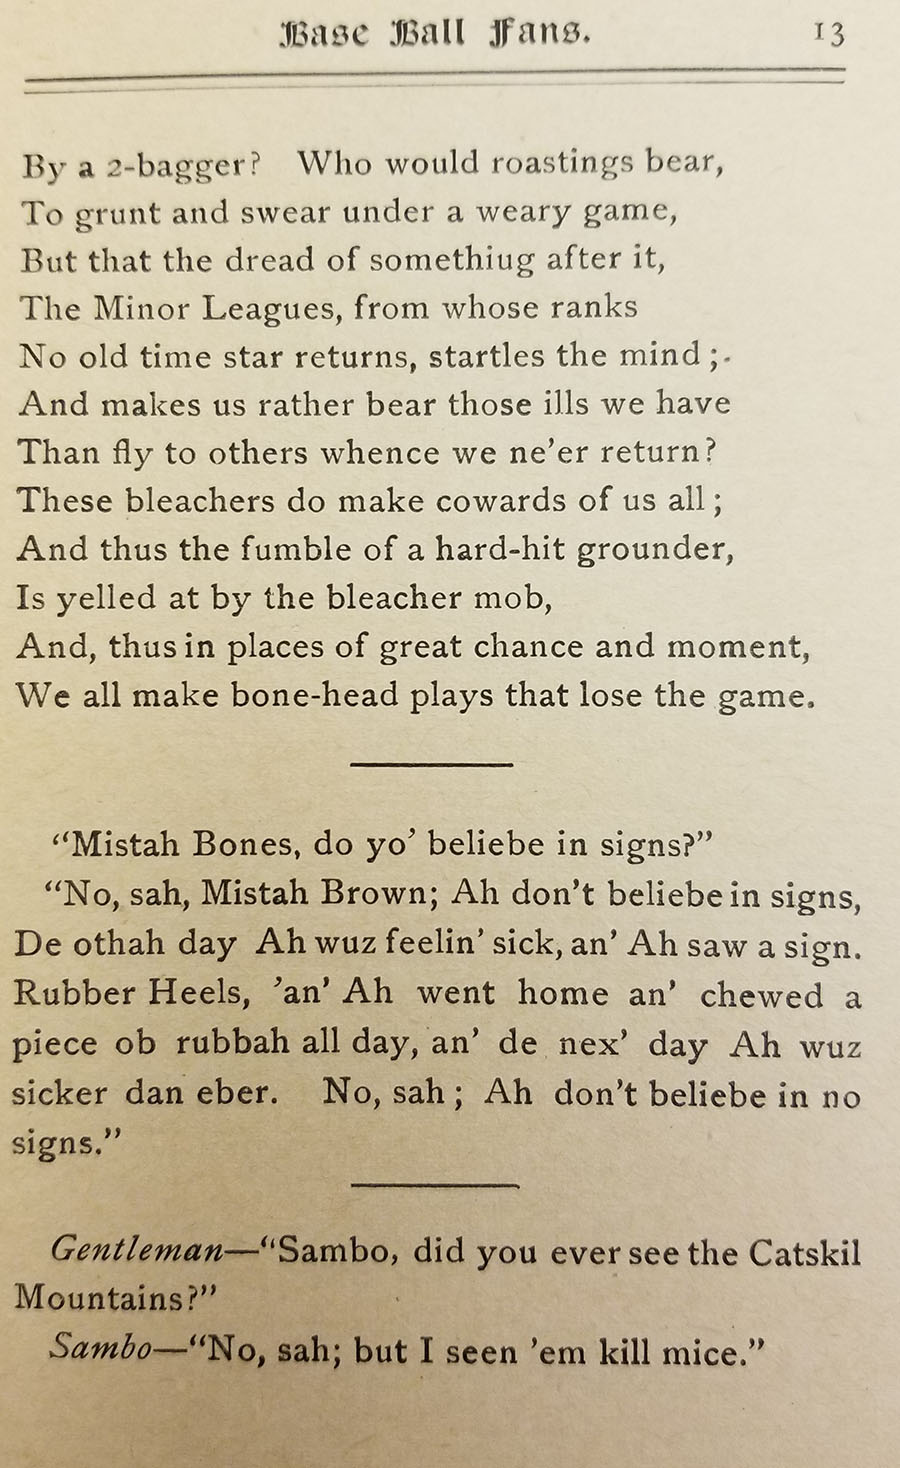 Base Ball Fans. 13
By a 2-bagger? Who would roastings bear,
To grunt and swear under a weary game,
But that the dread of somethiug after it,
The Minor Leagues, from whose ranks
No old time star returns, startles the mind ;-
And makes us rather bear those ills we have
Than fly to others whence we ne'er return?
These bleachers do make cowards of us all ;
And thus the fumble of a hard-hit grounder,
Is yelled at by the bleacher mob,
And, thus in places of great chance and moment,
We all make bone-head plays that lose the game.
"Mistah Bones, do yo' beliebe in signs?"
"No, sah, Mistah Brown; Ah don't beliebe in signs,
De othah day Ah wuz feelin' sick, an' Ah saw a sign.
Rubber Heels, 'an' Ah went home an' chewed a
piece ob rubbah all day, an' de nex' day Ah wuz
sicker dan eber. No, sah ; Ah don't beliebe in no
signs."
Gentleman—"Sambo, did you ever see the Catskil
Mountains?"
Sambo—"No, sah; but I seen 'em kill mice."